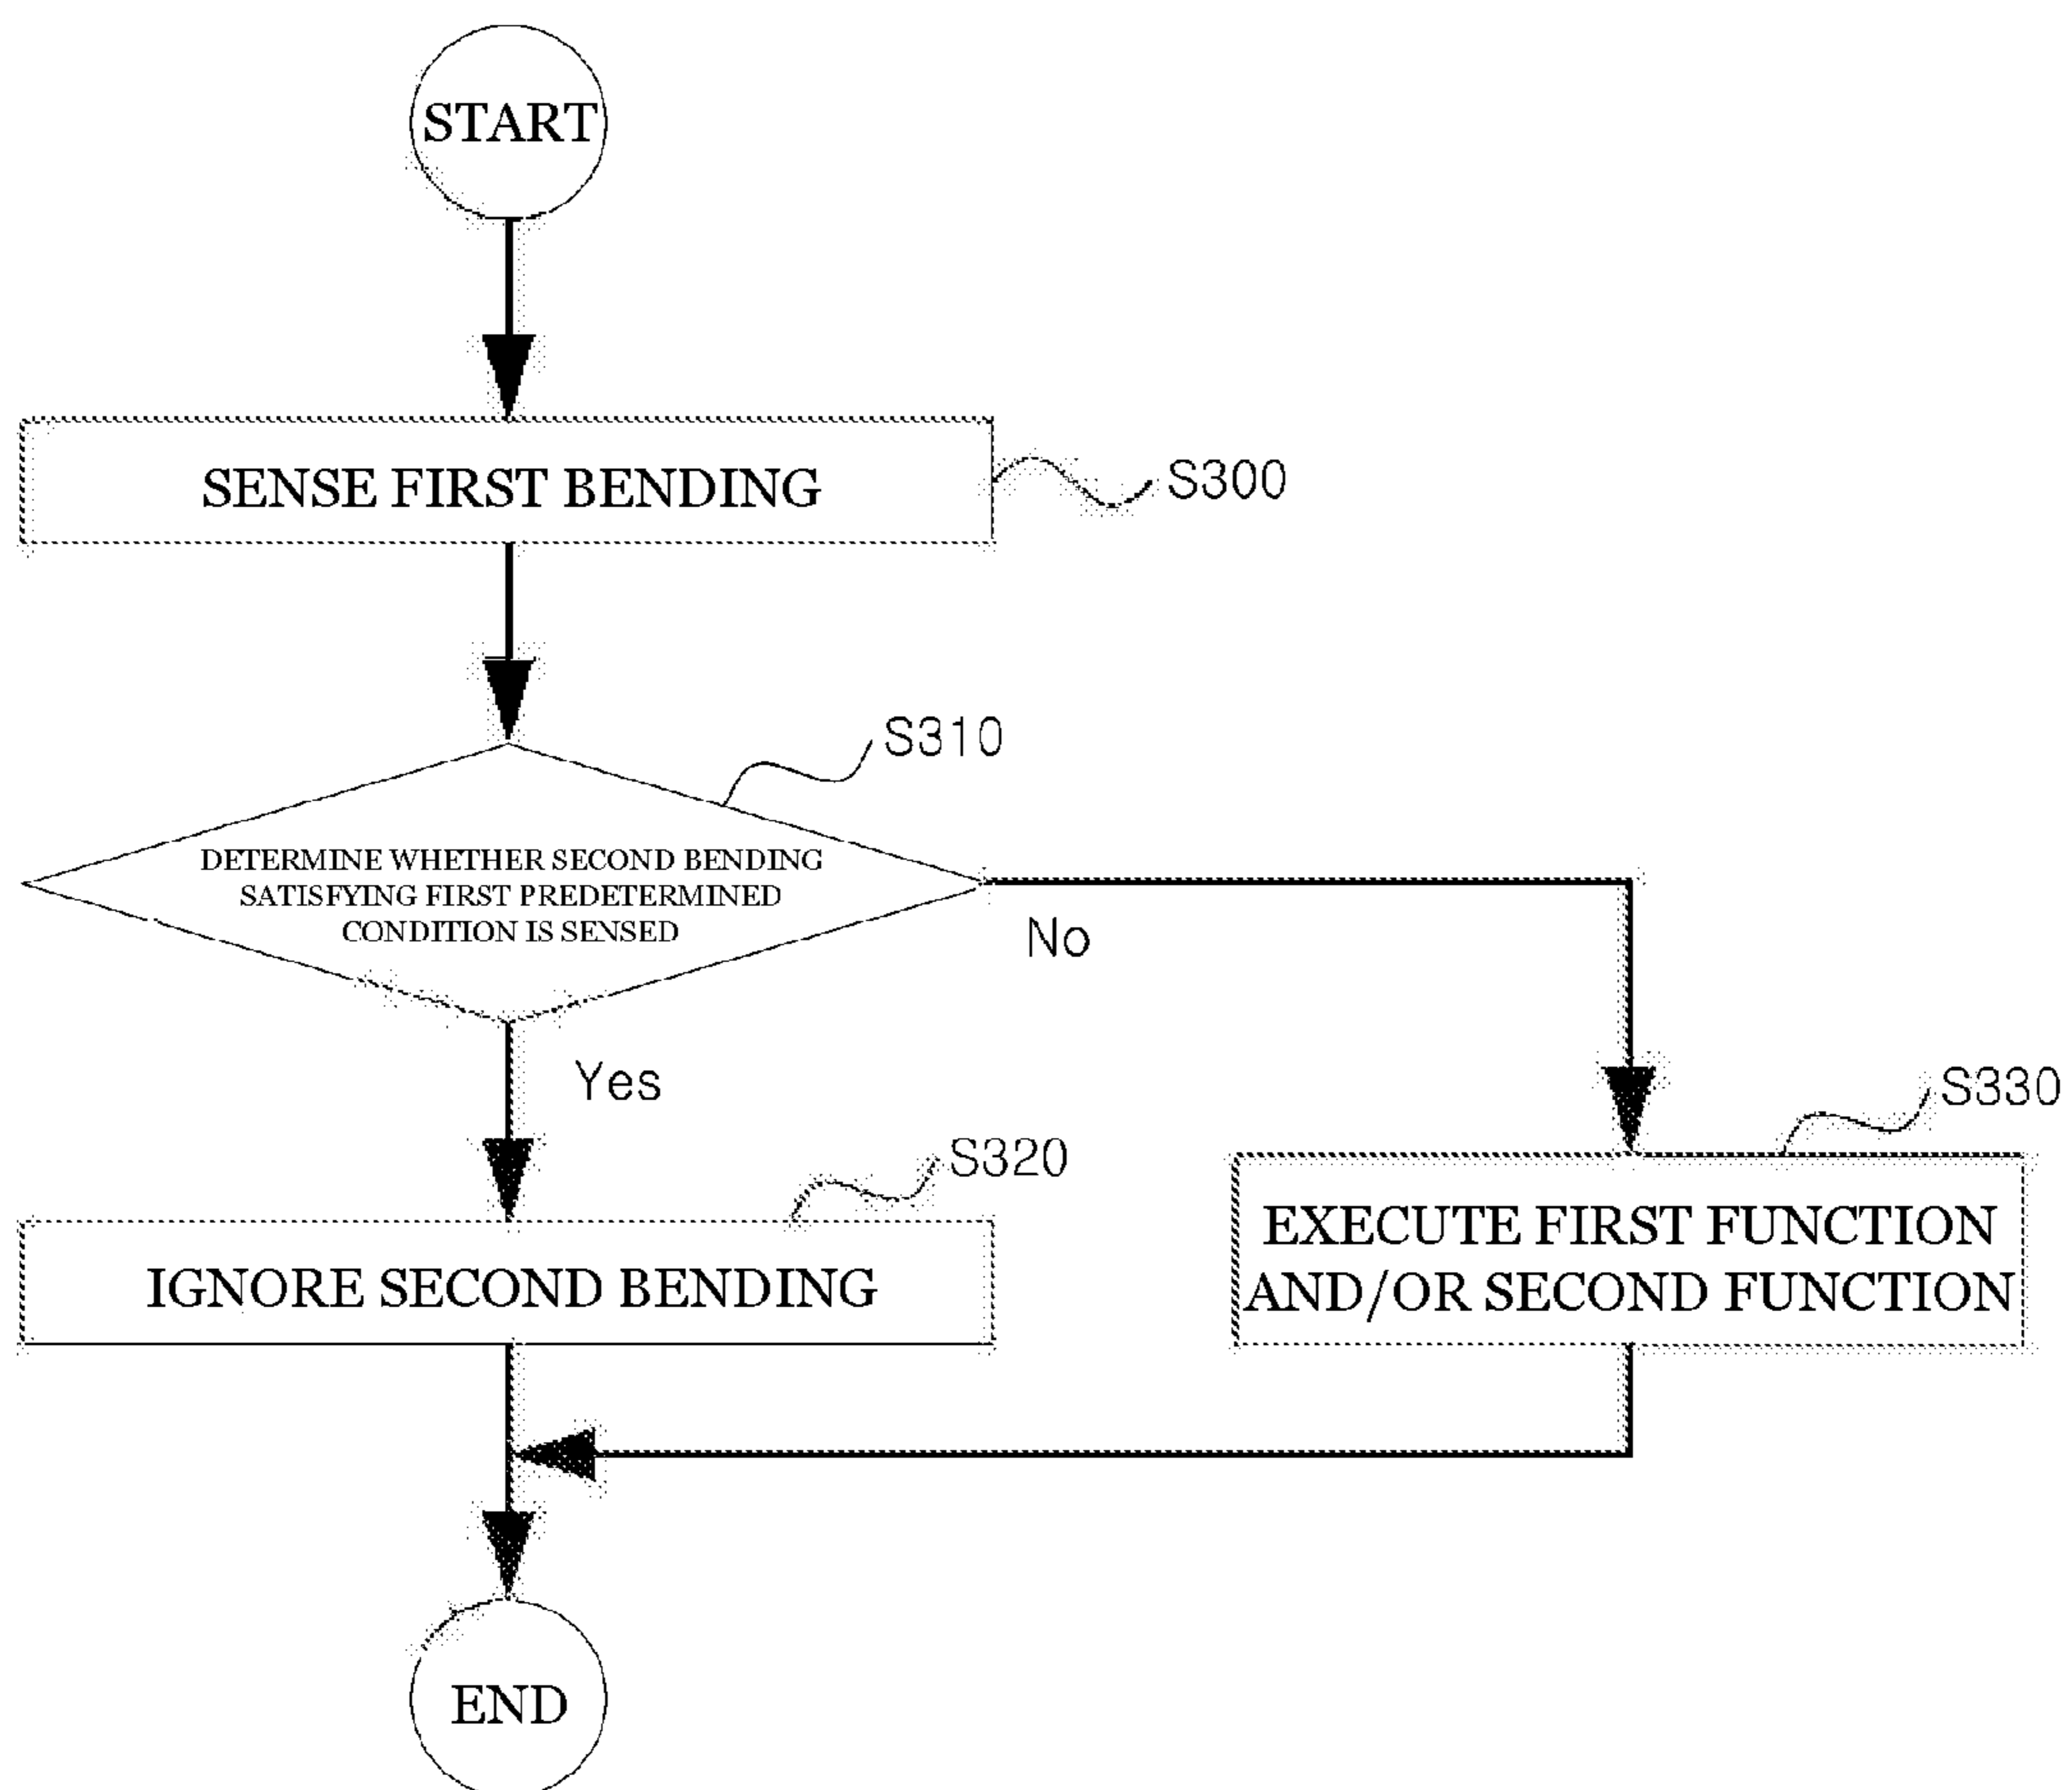 START
SENSE FIRST BENDING
S300
S310
DETERMINE WHETHER SECOND BENDING
SATISFYING FIRST PREDETERMINED
CONDITION IS SENSED
No
Yes
S320
S330
IGNORE SECOND BENDING
EXECUTE FIRST FUNCTION
AND/OR SECOND FUNCTION
END